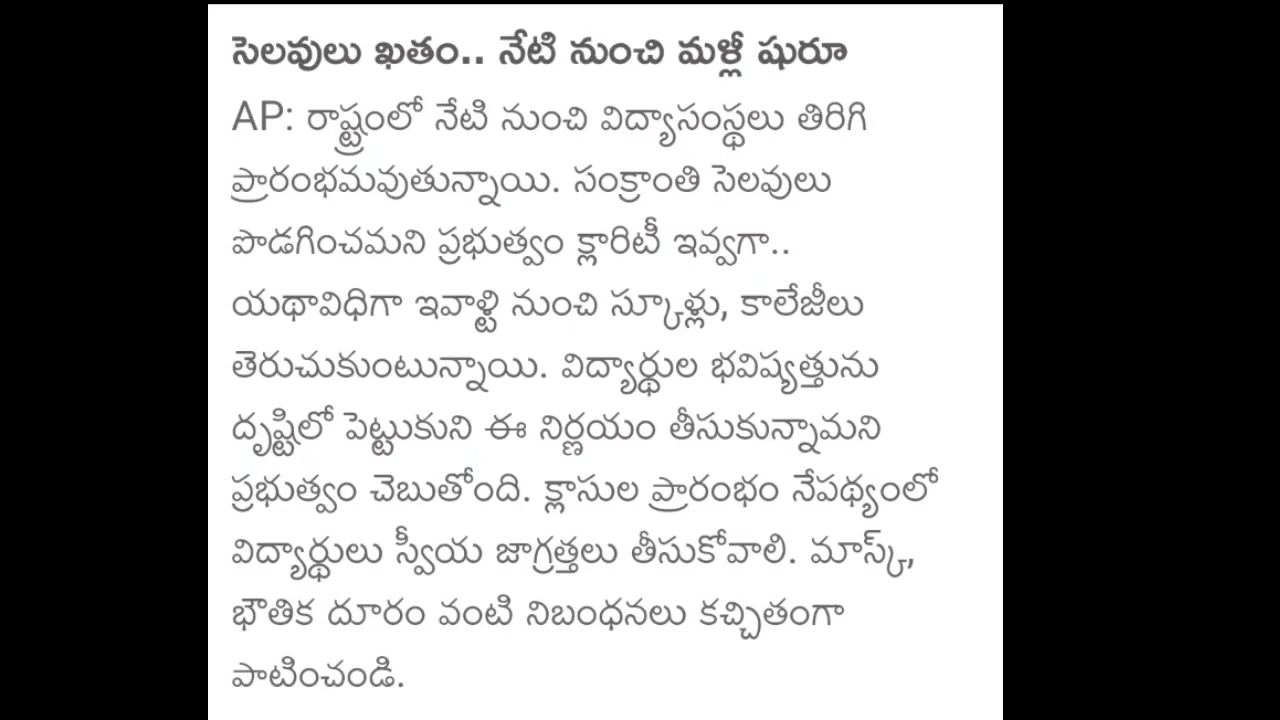 సెలవులు ఖతం.. నేటి నుంచి మళ్లీ షురూ
AP: రాష్ట్రంలో నేటి నుంచి విద్యాసంస్థలు తిరిగి
ప్రారంభమవుతున్నాయి. సంక్రాంతి సెలవులు
పొడగించమని ప్రభుత్వం క్లారిటీ ఇవ్వగా..
యథావిధిగా ఇవాళ్టి నుంచి స్కూళ్లు, కాలేజీలు
తెరుచుకుంటున్నాయి. విద్యార్థుల భవిష్యత్తును
దృష్టిలో పెట్టుకుని ఈ నిర్ణయం తీసుకున్నామని
ప్రభుత్వం చెబుతోంది. క్లాసుల ప్రారంభం నేపథ్యంలో
విద్యార్థులు స్వీయ జాగ్రత్తలు తీసుకోవాలి. మాస్క్,
భౌతిక దూరం వంటి నిబంధనలు కచ్చితంగా
పాటించండి.